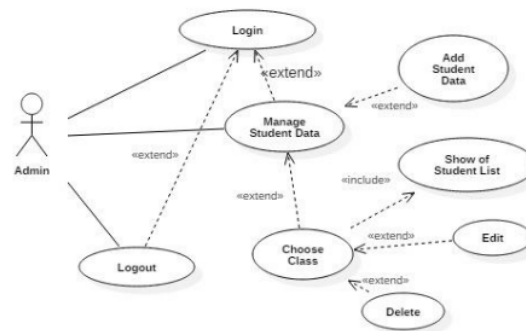 Login
«extend»
Add
Student
Data
«extend»
Manage
Student Data
Admin
«extend»
Show of
Student List
«include»
«extend»
«extend»
Edit
Choose
Class
Logout
«extend»
Delete